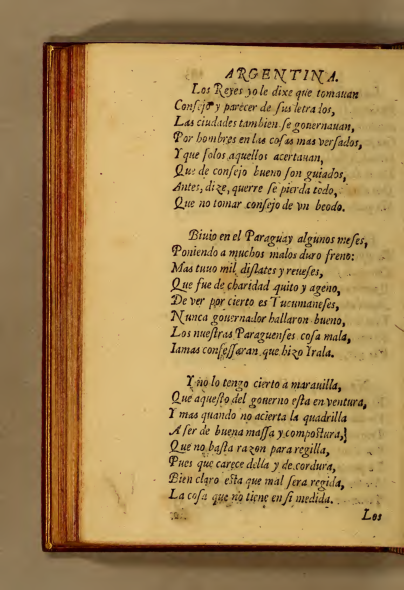 ARGENTINA.
Los Reyes yo le dixe que tomauan
Consejo y parecer de sus letrados,
Las ciudades tambien se gouernauan,
Por hombres en las cosas mas versados,
Y que solos aquellos acertauan,
Que de consejo bueno son guiados,
Antes, dize, querre se pierda todo,
Que no tomar consejo de vn beodo.
Biuio en el Paraguay algunos meses,
Poniendo a muchos malos duro freno:
Mas tuuo mil dislates y reueses,
Que fue de charidad quito y ageno,
De ver por cierto es Tucumaneses,
Nunca gouernador hallaron bueno,
Los nuestras Paraguenses cosa mala,
Iamas confessaran que hizo Yrala.
Y no lo tengo cierto à marauilla,
Que aquesto del gouerno esta en ventura,
Y mas quando no acierta la quadrilla
A ser de buena massa y compostura,
Que no basta razon para regilla,
Pues que carece della y de cordura,
Bien claro esta que mal sera regida,
La cosa que no tiene en si medida.
Los